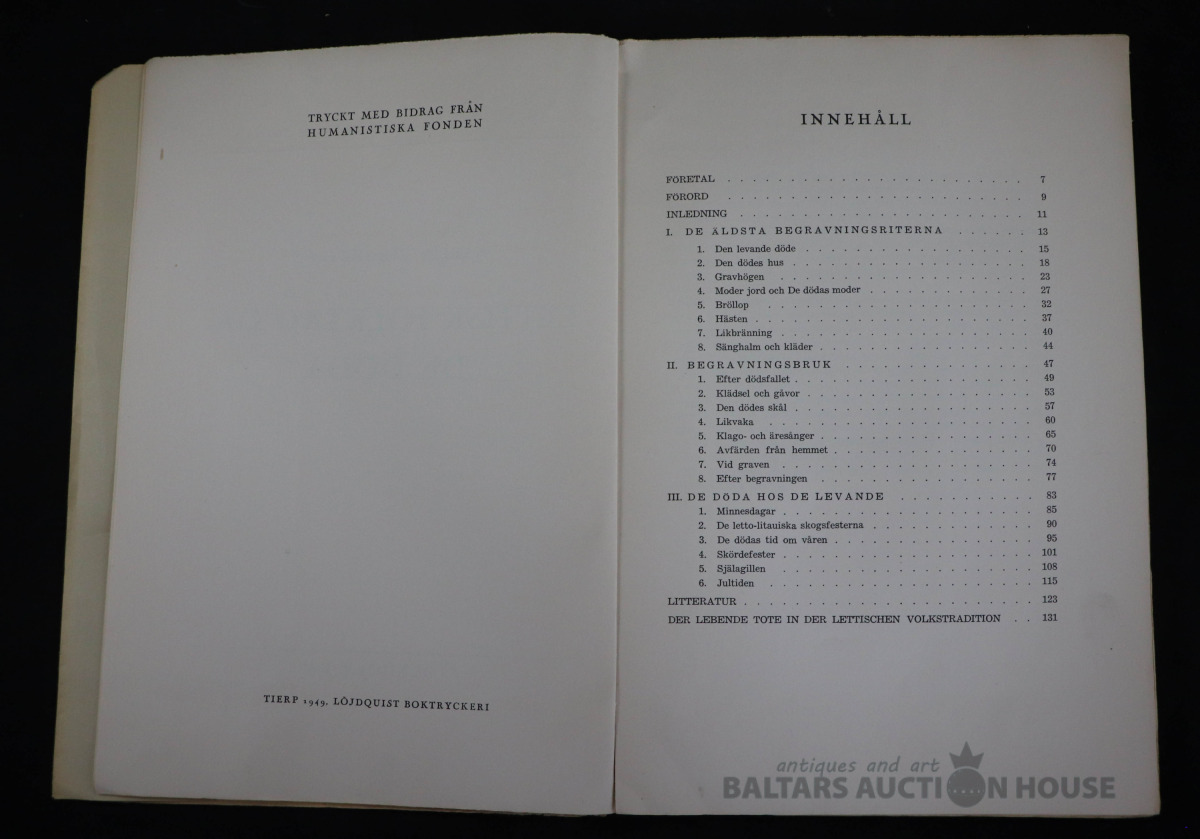 TRYCKT MED BIDRAG FRÅN
HUMANISTISKA FONDEN
TIERP 1949, LÖJDQUIST BOKTRYCKERI
INNEHÅLL
FÖRETAL . . . 7
FÖRORD . . . 9
INLEDNING . . . 11
I. DE ÄLDSTA BEGRAVNINGSRITERNA . . . 13
1. Den levande döde . . . 15
2. Den dödes hus . . . 18
3. Gravhögen . . . 23
4. Moder jord och De dödas moder . . . 27
5. Bröllop . . . 32
6. Hästen . . . 37
7. Likbränning . . . 40
8. Sänghalm och kläder . . . 44
II. BEGRAVNINGSBRUK . . . 47
1. Efter dödsfallet . . . 49
2. Klädsel och gåvor . . . 53
3. Den dödes skål . . . 57
4. Likvaka . . . 60
5. Klago- och äresånger . . . 65
6. Avfärden från hemmet . . . 70
7. Vid graven . . . 74
8. Efter begravningen . . . 77
III. DE DÖDA HOS DE LEVANDE . . . 83
1. Minnesdagar . . . 85
2. De letto-litauiska skogsfesterna . . . 90
3. De dödas tid om våren . . . 95
4. Skördefester . . . 101
5. Själagillen . . . 108
6. Jultiden . . . 115
LITTERATUR . . . 123
DER LEBENDE TOTE IN DER LETTISCHEN VOLKSTRADITION . . 131
antiques and art
BALTARS AUCTION HOUSE